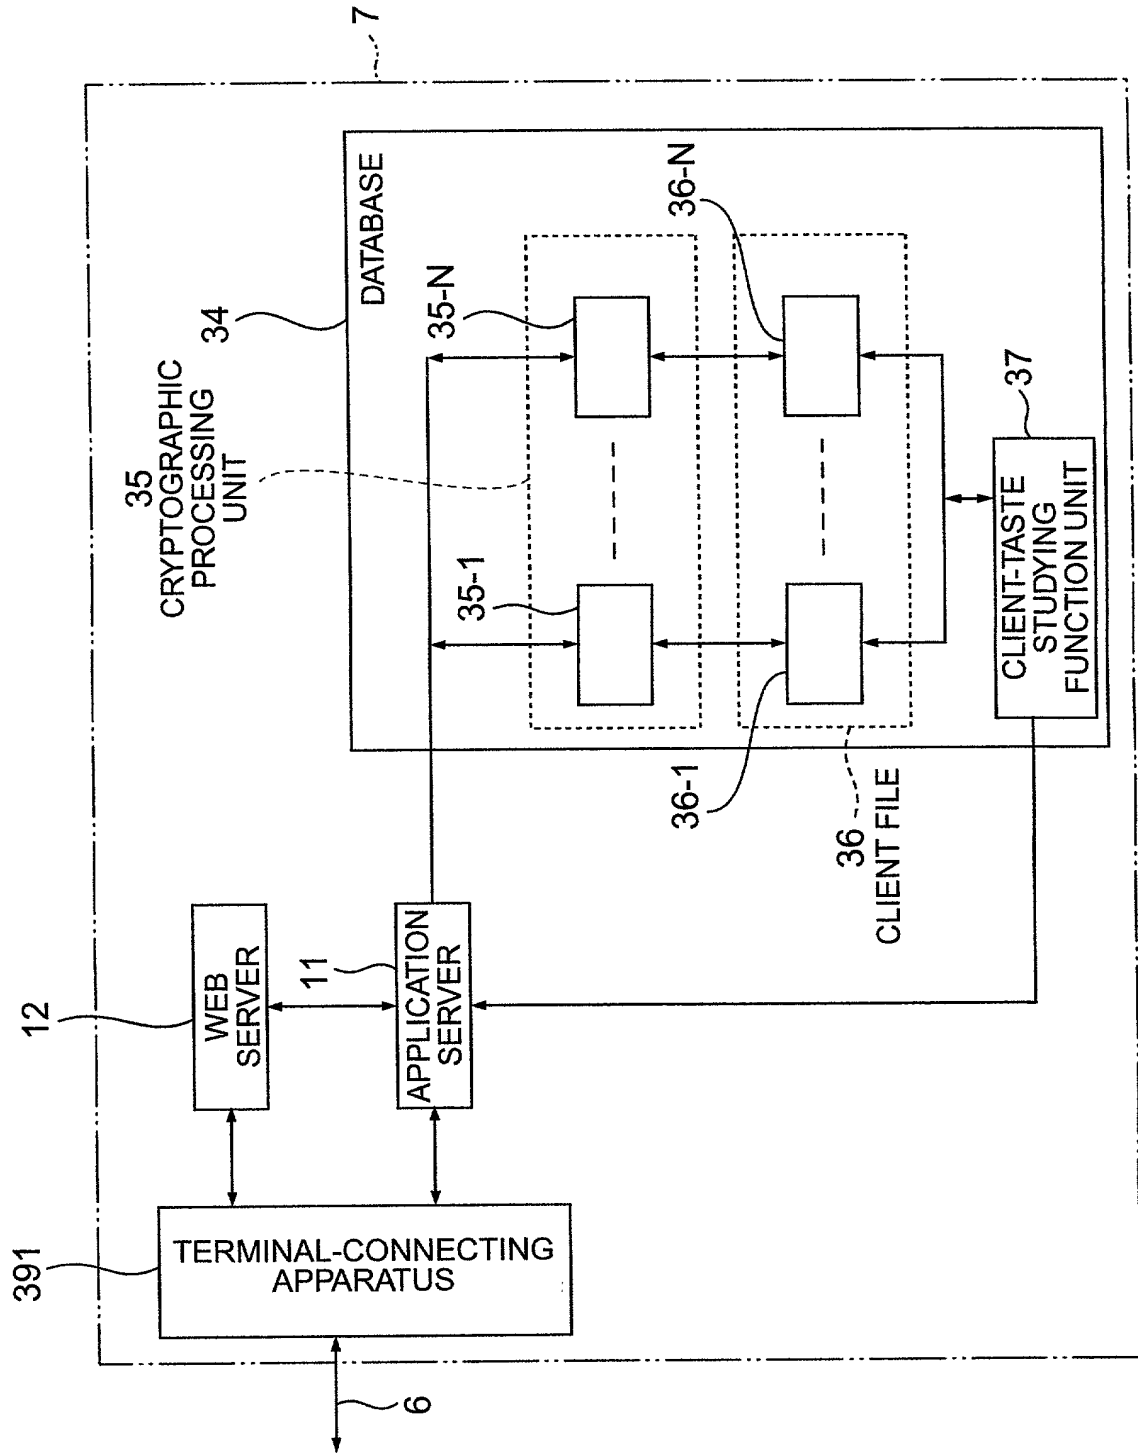 7
34
DATABASE
35
CRYPTOGRAPHIC
PROCESSING
UNIT
35-N
35-1
36-N
36-1
36
CLIENT FILE
37
CLIENT-TASTE
STUDYING
FUNCTION UNIT
12
WEB
SERVER
11
APPLICATION
SERVER
391
TERMINAL-CONNECTING
APPARATUS
6